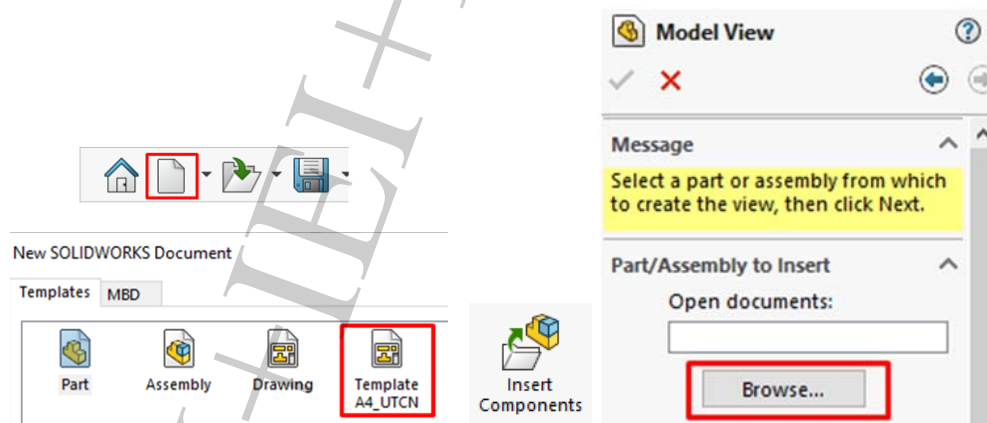 New SOLIDWORKS Document
Templates MBD
Part
Assembly
Drawing
Template
A4_UTCN
Insert
Components
Model View
Message
Select a part or assembly from which
to create the view, then click Next.
Part/Assembly to Insert
Open documents:
Browse...